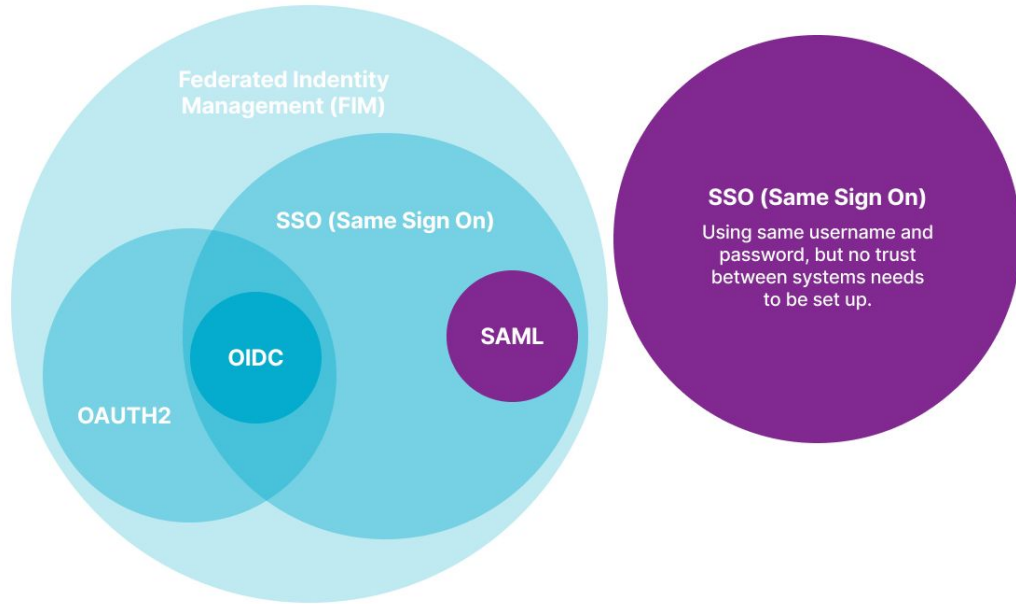 Federated Indentity
Management (FIM)
SSO (Same Sign On)
OIDC
OAUTH2
SAML
SSO (Same Sign On)
Using same username and
password, but no trust
between systems needs
to be set up.